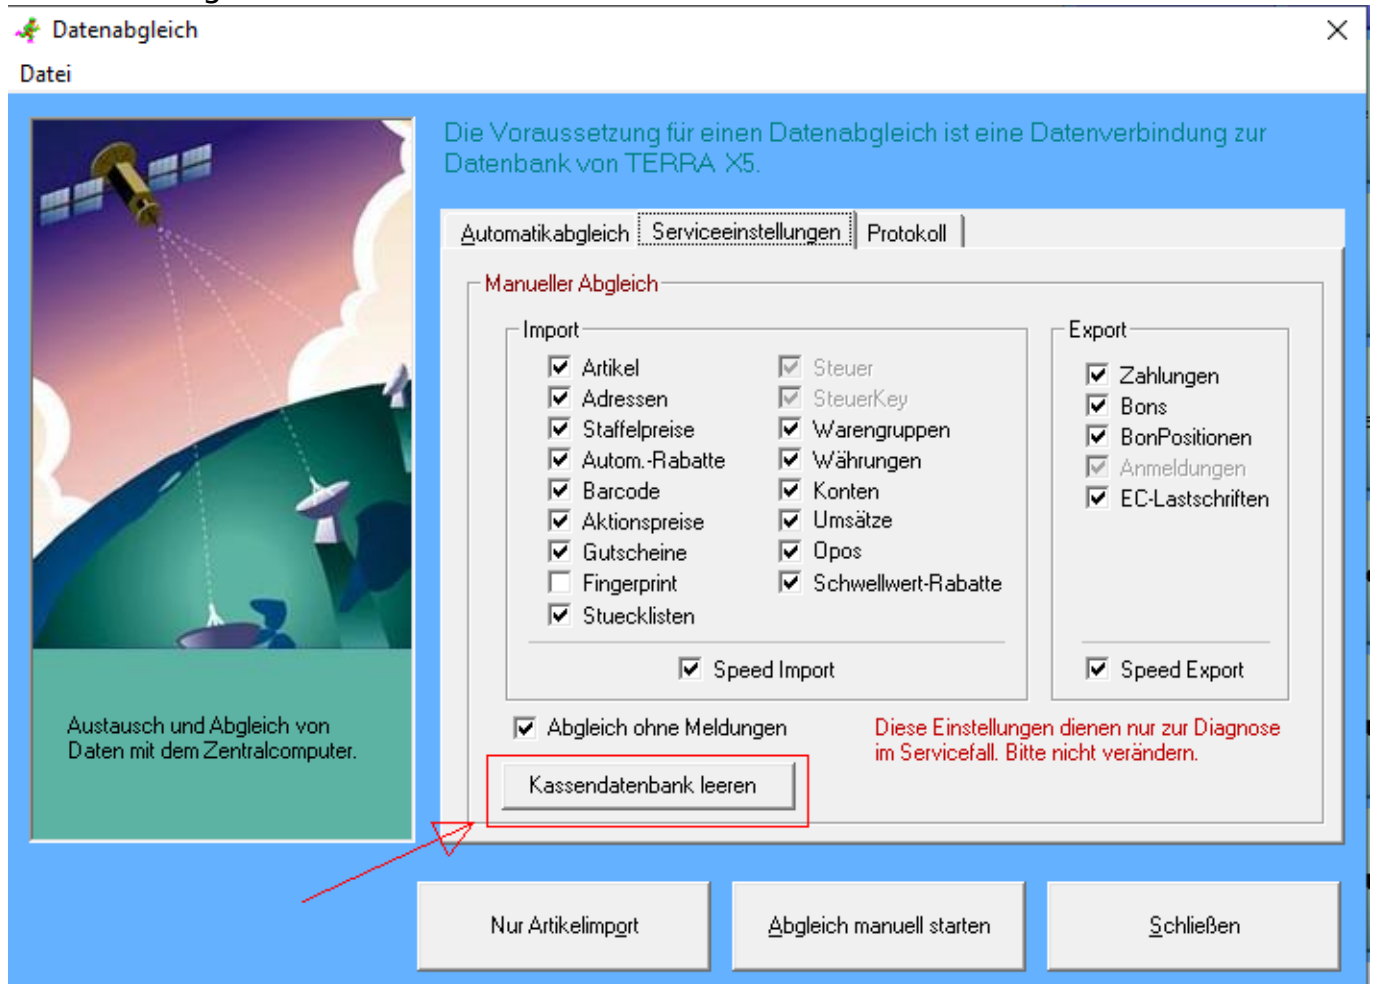 Datenabgleich
Datei
Die Voraussetzung für einen Datenabgleich ist eine Datenverbindung zur
Datenbank von TERRA X5.
Automatikabgleich Serviceeinstellungen Protokoll
Manueller Abgleich
Import
Artikel
Adressen
Staffelpreise
Autom.-Rabatte
Barcode
Aktionspreise
Gutscheine
Fingerprint
Stuecklisten
Steuer
SteuerKey
Warengruppen
Währungen
Konten
Umsätze
Opos
Schwellwert-Rabatte
Speed Import
Export
Zahlungen
Bons
BonPositionen
Anmeldungen
EC-Lastschriften
Speed Export
Abgleich ohne Meldungen
Diese Einstellungen dienen nur zur Diagnose
im Servicefall. Bitte nicht verändern.
Kassendatenbank leeren
Austausch und Abgleich von
Daten mit dem Zentralcomputer.
Nur Artikelimport
Abgleich manuell starten
Schließen